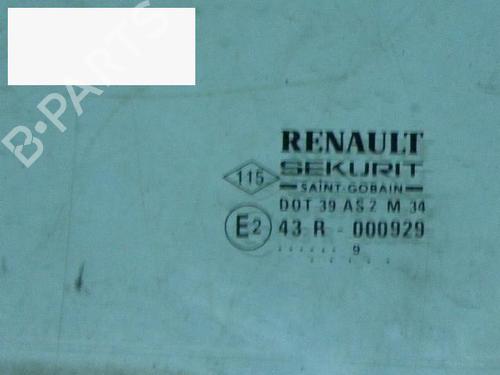 B-PARTS
RENAULT
SEKURIT
115
SAINT-GOBAIN
DOT 39 AS2 M 34
E2 43 R - 000929
9